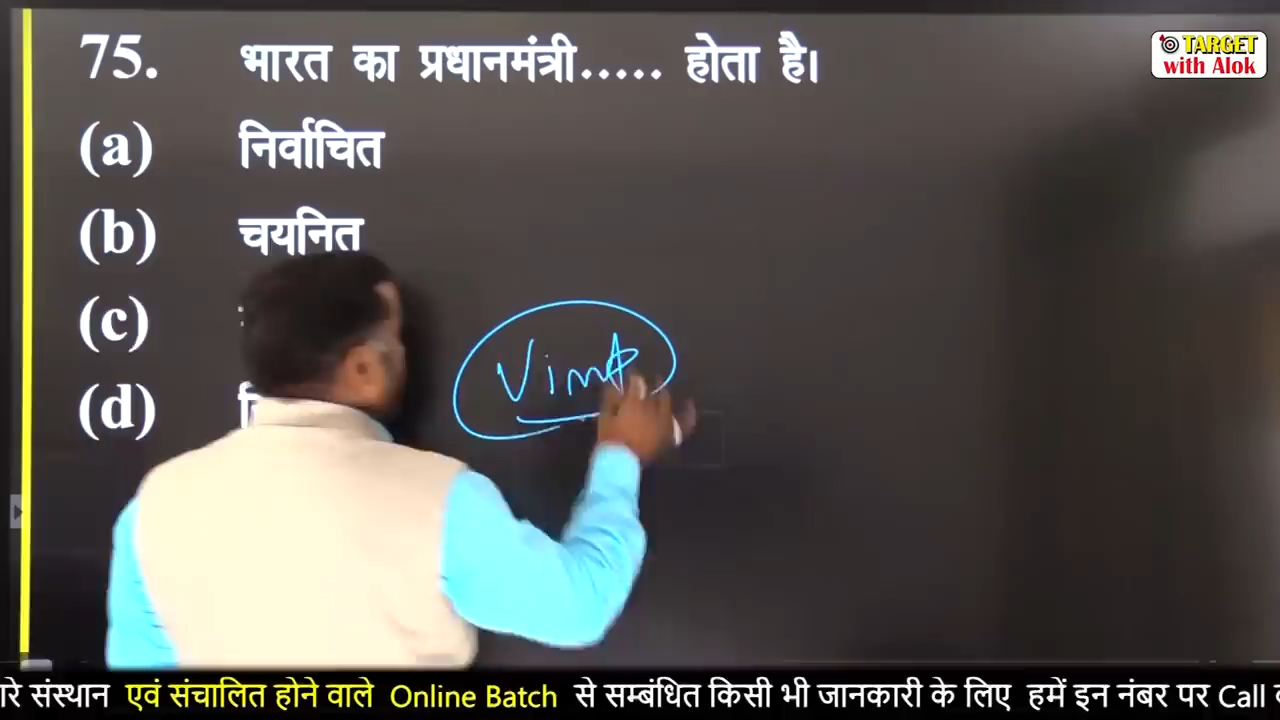 75. भारत का प्रधानमंत्री..... होता है।
(a) निर्वाचित
(b) चयनित
(c)
(d)
Vimp
TARGET
with Alok
संस्थान एवं संचालित होने वाले Online Batch से सम्बंधित किसी भी जानकारी के लिए हमें इन नंबर पर Call